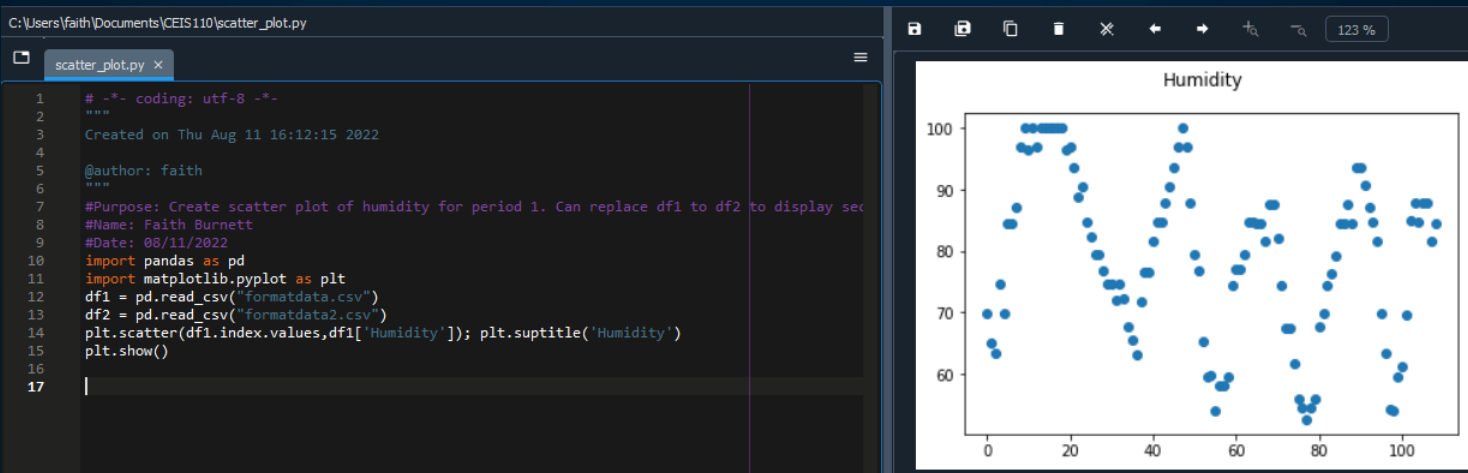 C:\Users\faith\Documents\CEIS110\scatter_plot.py
123 %
scatter_plot.py
1 # -*- coding: utf-8 -*-
2 """
3 Created on Thu Aug 11 16:12:15 2022
4
5 @author: faith
6 """
7 #Purpose: Create scatter plot of humidity for period 1. Can replace df1 to df2 to display sec
8 #Name: Faith Burnett
9 #Date: 08/11/2022
10 import pandas as pd
11 import matplotlib.pyplot as plt
12 df1 = pd.read_csv("formatdata.csv")
13 df2 = pd.read_csv("formatdata2.csv")
14 plt.scatter(df1.index.values,df1['Humidity']); plt.suptitle('Humidity')
15 plt.show()
16
17
Humidity
100
90
80
70
60
0 20 40 60 80 100